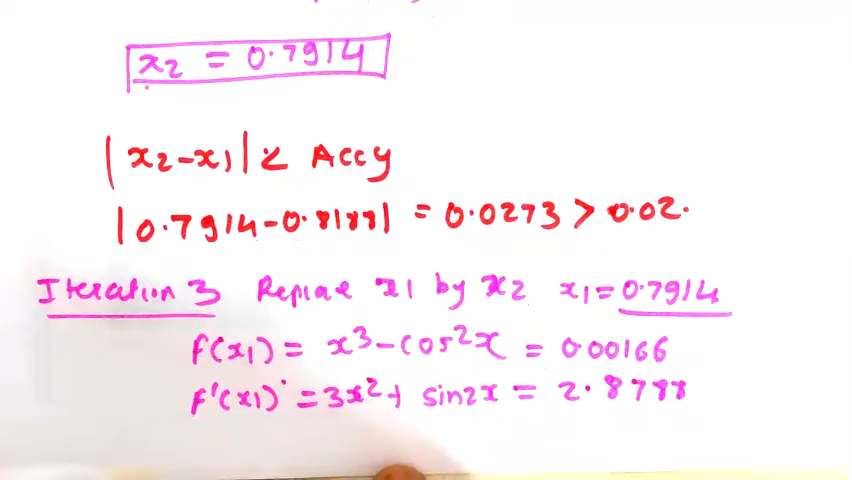 x2 = 0.7914
|x2-x1| < Accy
|0.7914-0.8188| = 0.0273 > 0.02.
Iteration 3 Replace x1 by x2 x1=0.7914
f(x1) = x3-cos2x = 0.00166
f'(x1) = 3x2+ sin2x = 2.8788